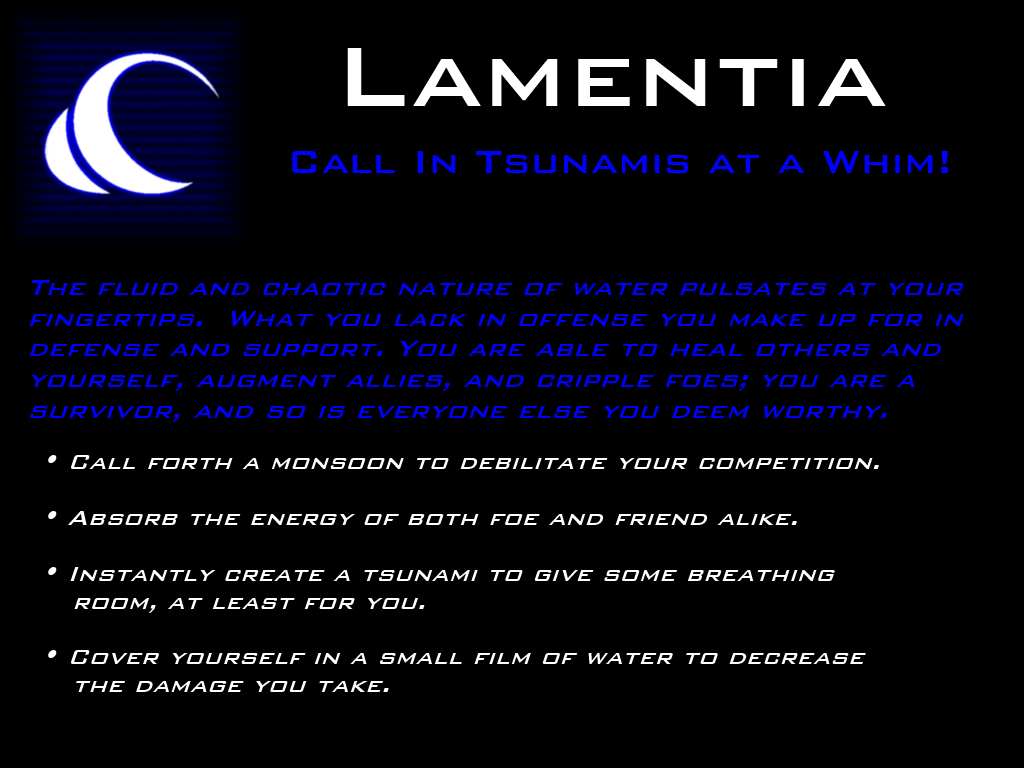 Lamentia
Call In Tsunamis at a Whim!
The fluid and chaotic nature of water pulsates at your
fingertips.  What you lack in offense you make up for in
defense and support. You are able to heal others and
yourself, augment allies, and cripple foes; you are a
survivor, and so is everyone else you deem worthy.
• Call forth a monsoon to debilitate your competition.
• Absorb the energy of both foe and friend alike.
• Instantly create a tsunami to give some breathing
room, at least for you.
• Cover yourself in a small film of water to decrease
the damage you take.